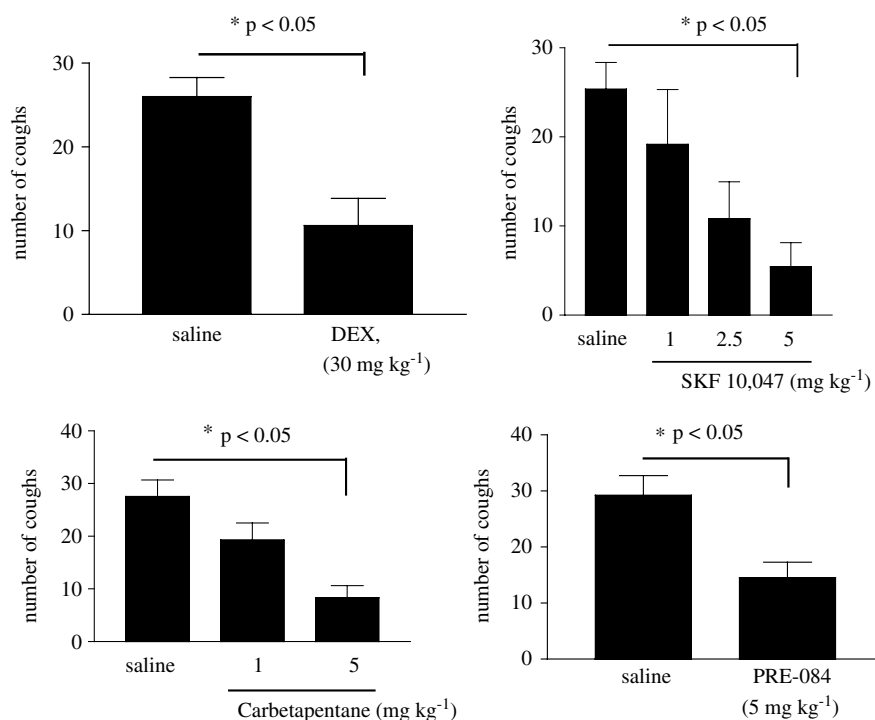 * p < 0.05
number of coughs
30
20
10
0
saline
DEX,
(30 mg kg-1)
* p < 0.05
number of coughs
30
20
10
0
saline 1 2.5 5
SKF 10,047 (mg kg-1)
* p < 0.05
number of coughs
40
30
20
10
0
saline 1 5
Carbetapentane (mg kg-1)
* p < 0.05
number of coughs
40
30
20
10
0
saline PRE-084
(5 mg kg-1)